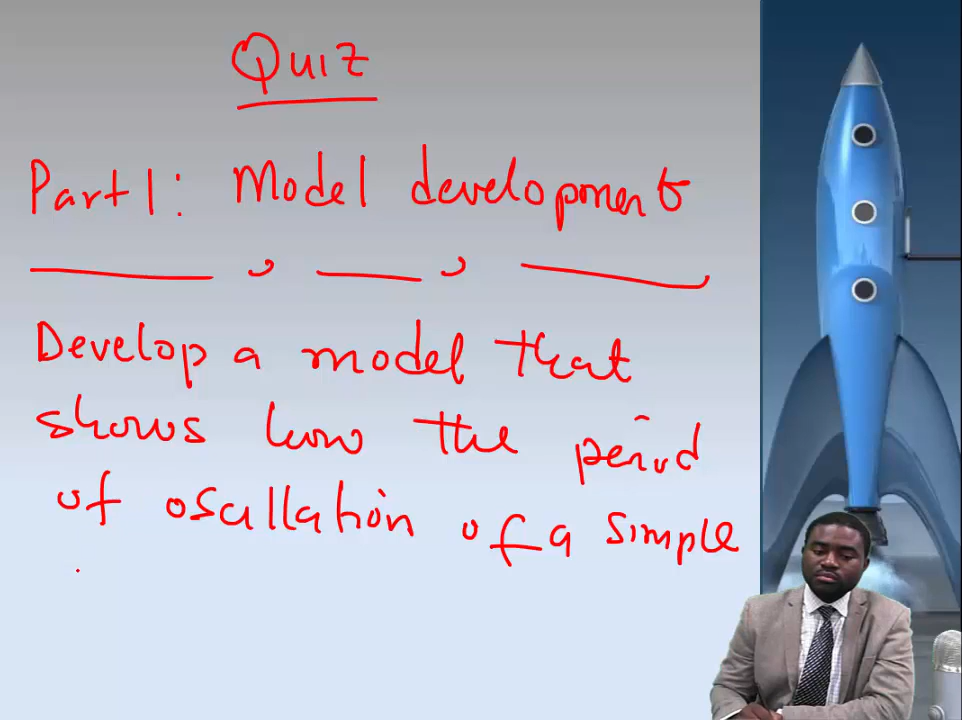 Quiz
Part 1: Model development
Develop a model that
shows how the period
of oscillation of a simple